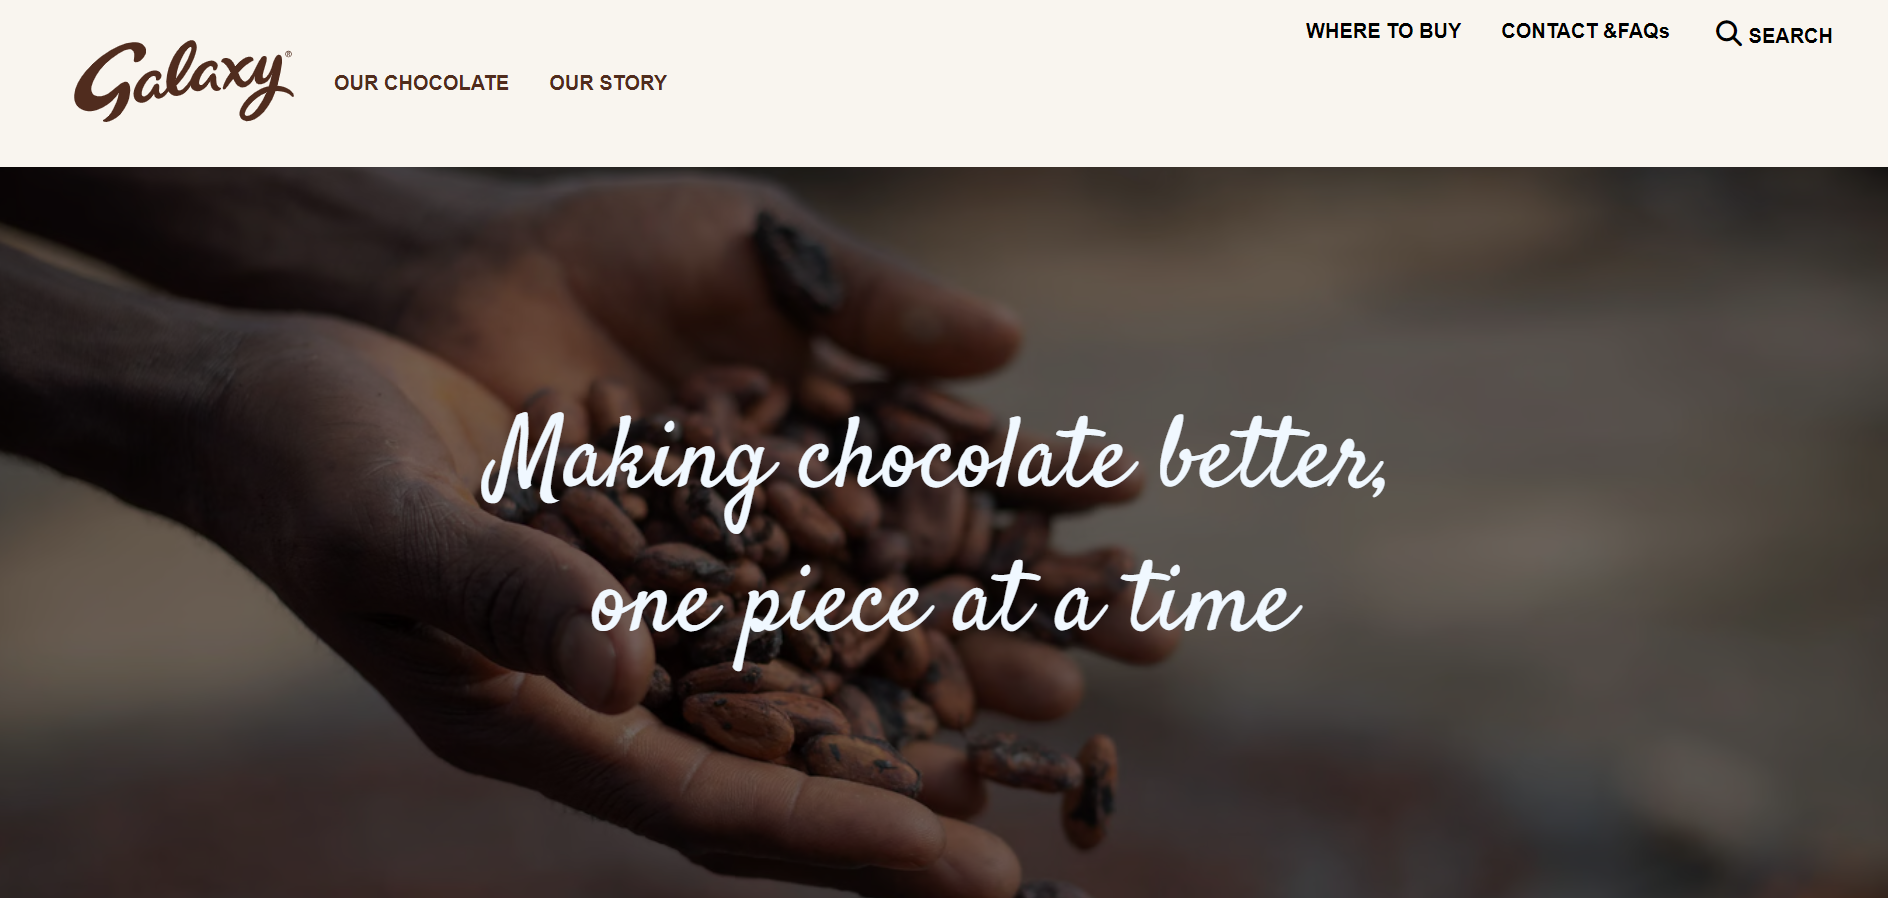 Galaxy®
OUR CHOCOLATE
OUR STORY
WHERE TO BUY
CONTACT &FAQs
SEARCH
Making chocolate better,
one piece at a time